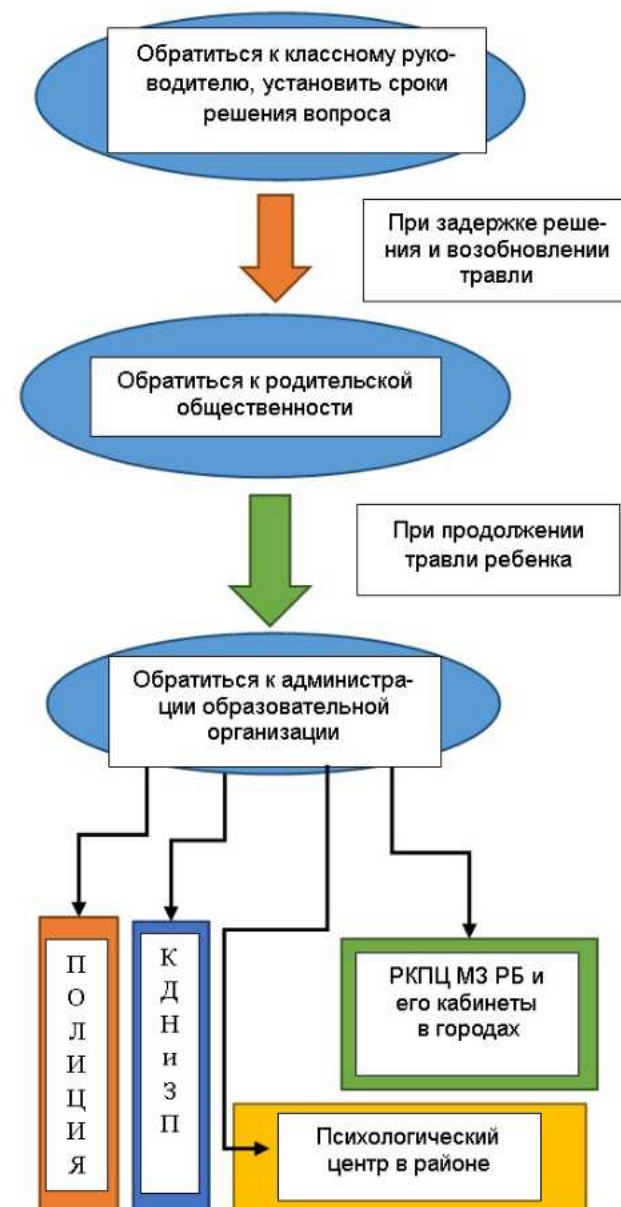 Обратиться к классному руко-
водителю, установить сроки
решения вопроса
При задержке реше-
ния и возобновлении
травли
Обратиться к родительской
общественности
При продолжении
травли ребенка
Обратиться к администра-
ции образовательной
организации
П
О
Л
И
Ц
И
Я
К
Д
Н
и
З
П
РКПЦ МЗ РБ и
его кабинеты
в городах
Психологический
центр в районе